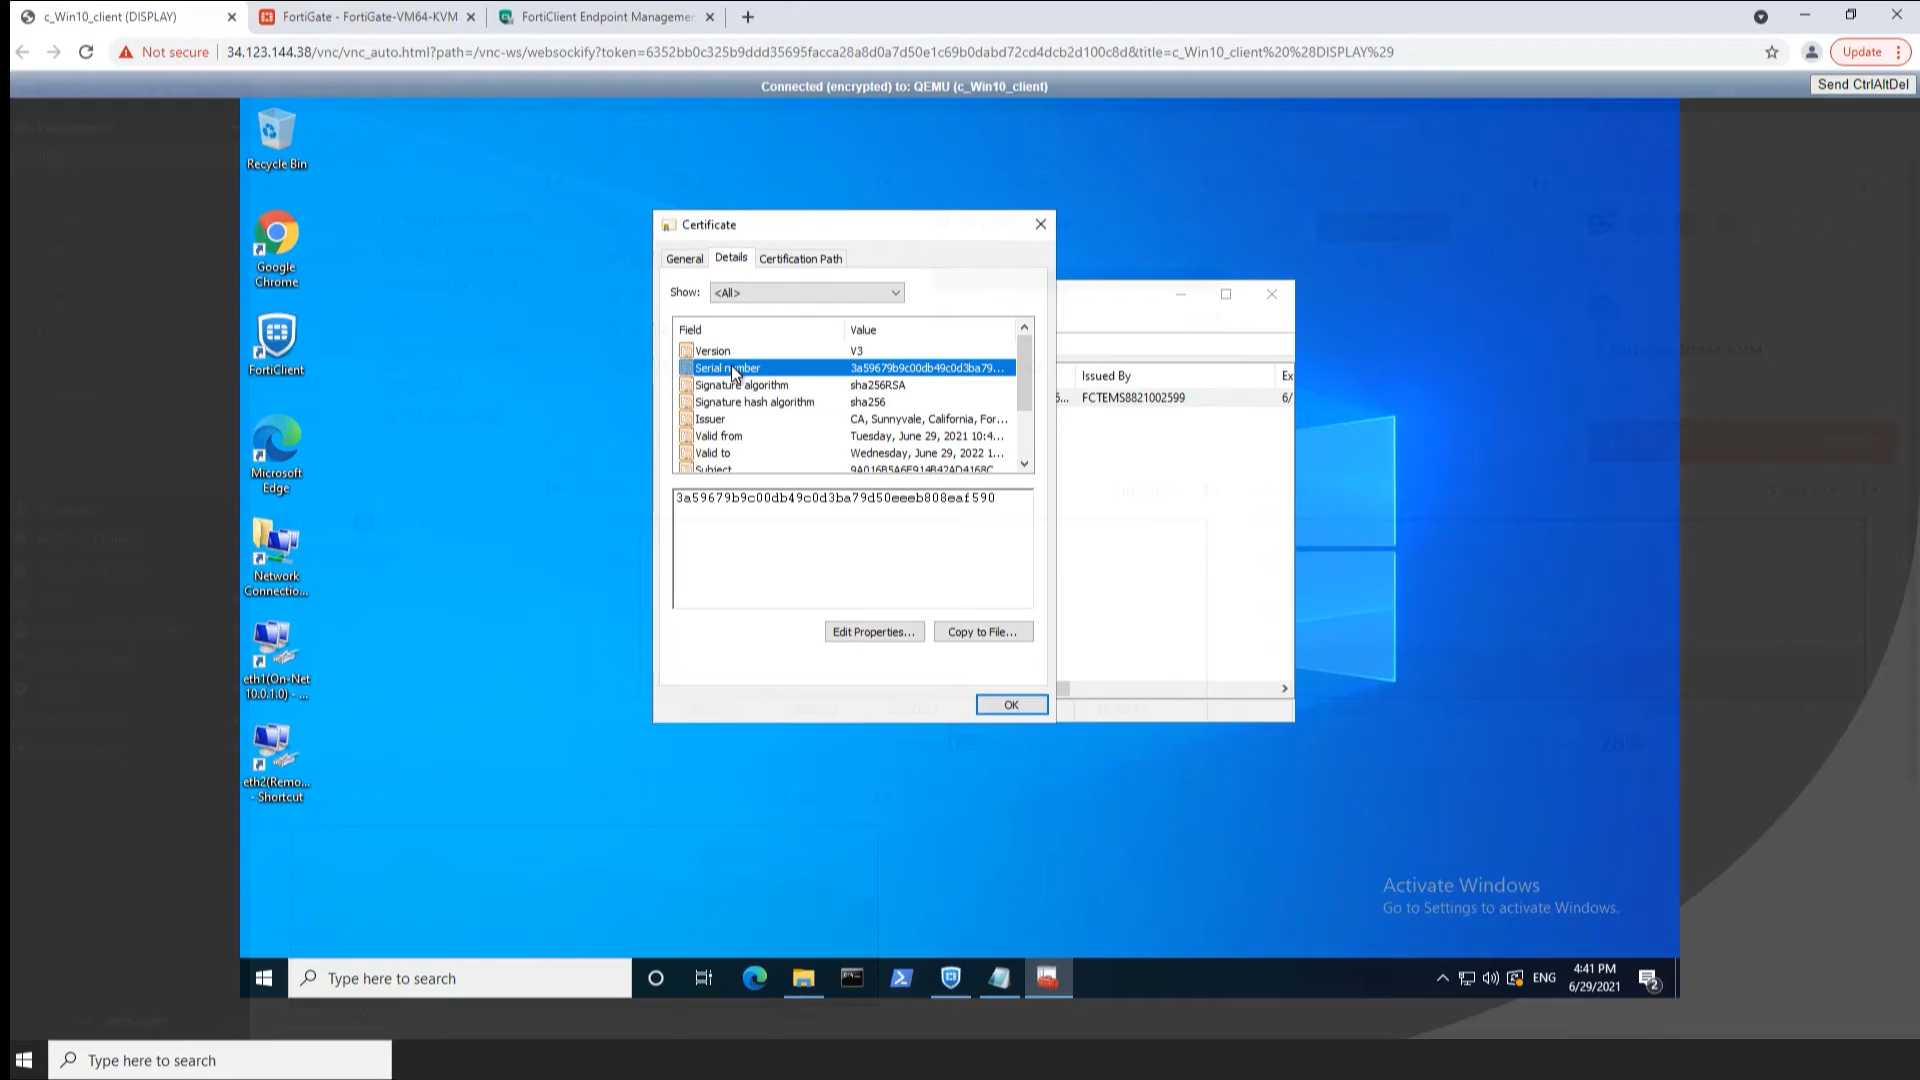 c_Win10_client (DISPLAY)
FortiGate - FortiGate-VM64-KVM
FortiClient Endpoint Manageme
Not secure
34.123.144.38/vnc/vnc_auto.html?path=/vnc-ws/websockify?token=6352bb0c325b9ddd35695facca28a8d0a7d50e1c69b0dabd72cd4dcb2d100c8d&title=c_Win10_client%20%28DISPLAY%29
Update
Connected (encrypted) to: QEMU (c_Win10_client)
Send CtrlAltDel
Recycle Bin
Google
Chrome
FortiClient
Microsoft
Edge
Network
Connectio...
eth1(On-Net
10.0.1.0) - ...
eth2(Remo...
- Shortcut
Certificate
General
Details
Certification Path
Show:
<All>
Field
Value
Version
V3
Serial number
3a59679b9c00db49c0d3ba79...
Signature algorithm
sha256RSA
Signature hash algorithm
sha256
Issuer
CA, Sunnyvale, California, For...
Valid from
Tuesday, June 29, 2021 10:4...
Valid to
Wednesday, June 29, 2022 1...
Subject
9A016B5A6E914B42AD4168C
3a59679b9c00db49c0d3ba79d50eeeb808eaf590
Edit Properties...
Copy to File...
OK
Issued By
Ex
FCTEMS8821002599
6/
Activate Windows
Go to Settings to activate Windows.
Type here to search
ENG
4:41 PM
6/29/2021
2
Type here to search